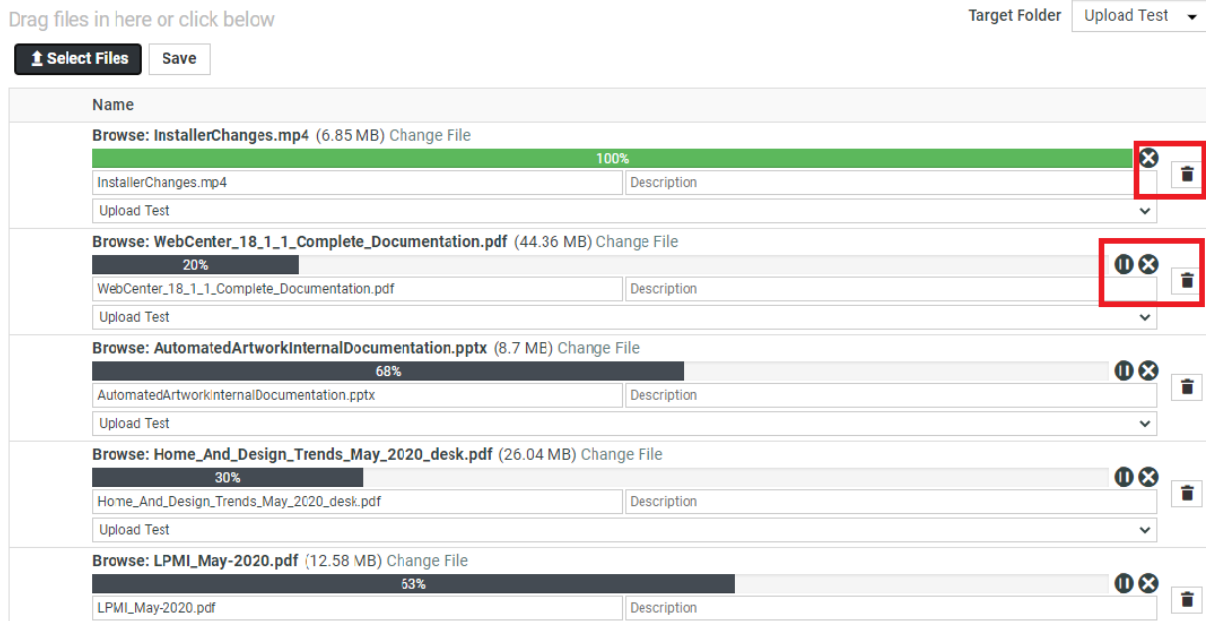 Drag files in here or click below
Target Folder Upload Test
Select Files Save
Name
Browse: InstallerChanges.mp4 (6.85 MB) Change File
100%
InstallerChanges.mp4 Description
Upload Test
Browse: WebCenter_18_1_1_Complete_Documentation.pdf (44.36 MB) Change File
20%
WebCenter_18_1_1_Complete_Documentation.pdf Description
Upload Test
Browse: AutomatedArtworkInternalDocumentation.pptx (8.7 MB) Change File
68%
AutomatedArtworkInternalDocumentation.pptx Description
Upload Test
Browse: Home_And_Design_Trends_May_2020_desk.pdf (26.04 MB) Change File
30%
Home_And_Design_Trends_May_2020_desk.pdf Description
Upload Test
Browse: LPMI_May-2020.pdf (12.58 MB) Change File
63%
LPMI_May-2020.pdf Description